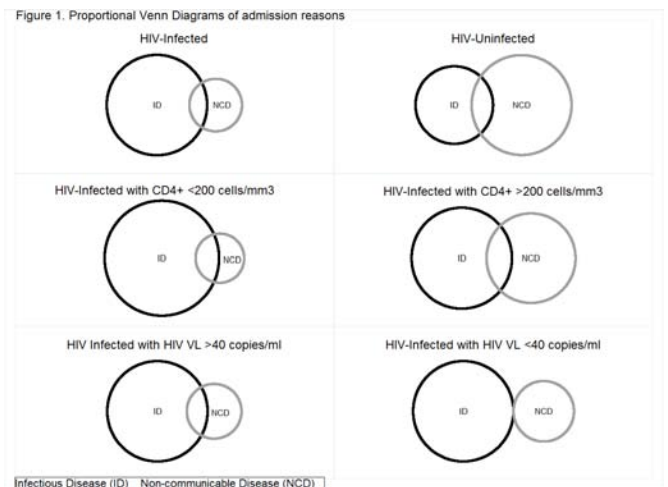 Figure 1. Proportional Venn Diagrams of admission reasons
HIV-Infected
HIV-Uninfected
ID
NCD
ID
NCD
HIV-Infected with CD4+ <200 cells/mm3
HIV-Infected with CD4+ >200 cells/mm3
ID
NCD
ID
NCD
HIV Infected with HIV VL >40 copies/ml
HIV-Infected with HIV VL <40 copies/ml
ID
NCD
ID
NCD
Infectious Disease (ID) Non-communicable Disease (NCD)